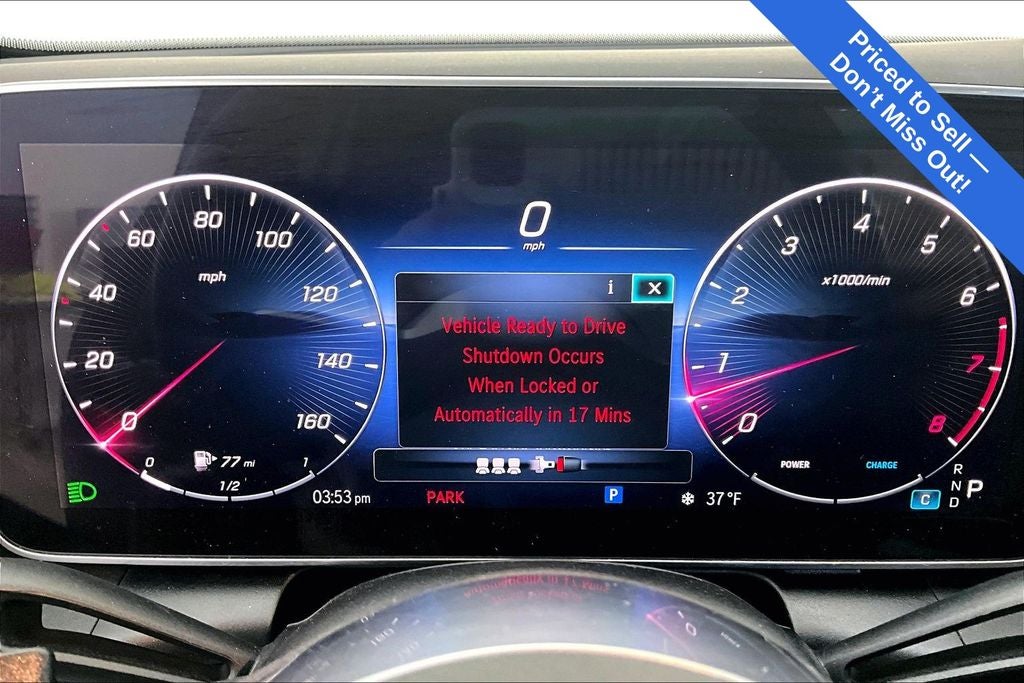 Priced to Sell —
Don't Miss Out!
0
mph
80
60
100
mph
40
120
20
140
0
160
77 mi
0
1/2
1
03:53 pm
i
X
Vehicle Ready to Drive
Shutdown Occurs
When Locked or
Automatically in 17 Mins
PARK
P
37 °F
4
3
5
x1000/min
2
6
1
7
0
8
POWER
CHARGE
C
R
N
D
P